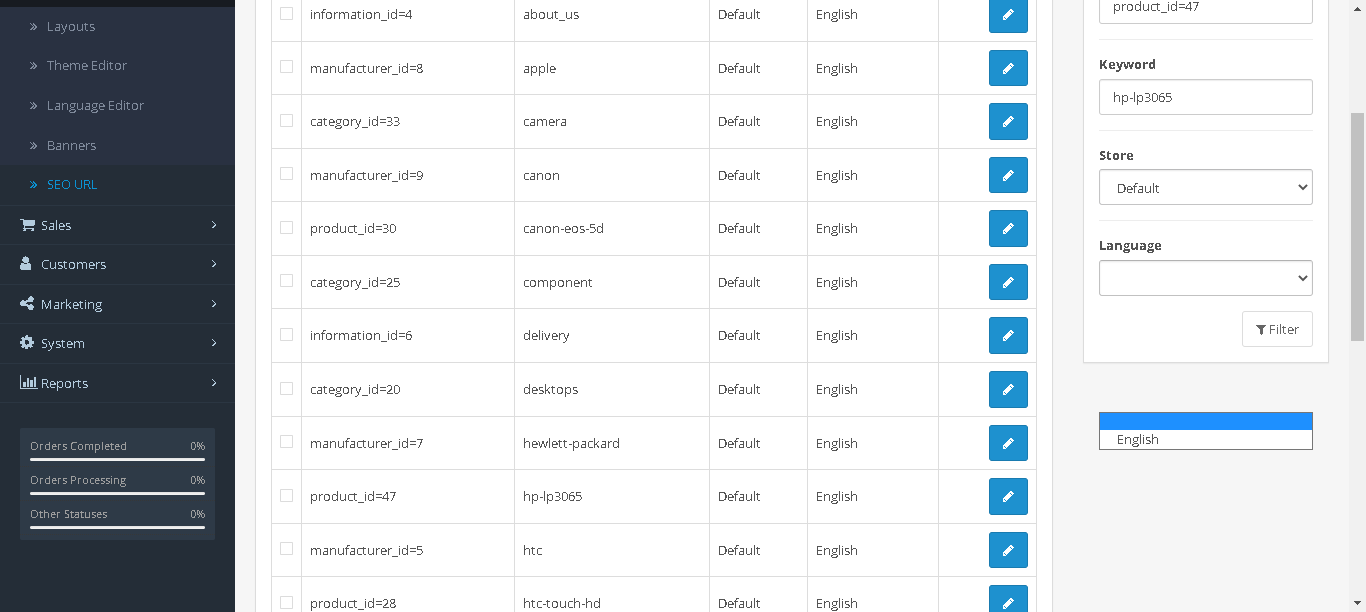 Layouts
Theme Editor
Language Editor
Banners
SEO URL
Sales
Customers
Marketing
System
Reports
Orders Completed 0%
Orders Processing 0%
Other Statuses 0%
information_id=4 about_us Default English
manufacturer_id=8 apple Default English
category_id=33 camera Default English
manufacturer_id=9 canon Default English
product_id=30 canon-eos-5d Default English
category_id=25 component Default English
information_id=6 delivery Default English
category_id=20 desktops Default English
manufacturer_id=7 hewlett-packard Default English
product_id=47 hp-lp3065 Default English
manufacturer_id=5 htc Default English
product_id=28 htc-touch-hd Default English
product_id=47
Keyword
hp-lp3065
Store
Default
Language
Filter
English